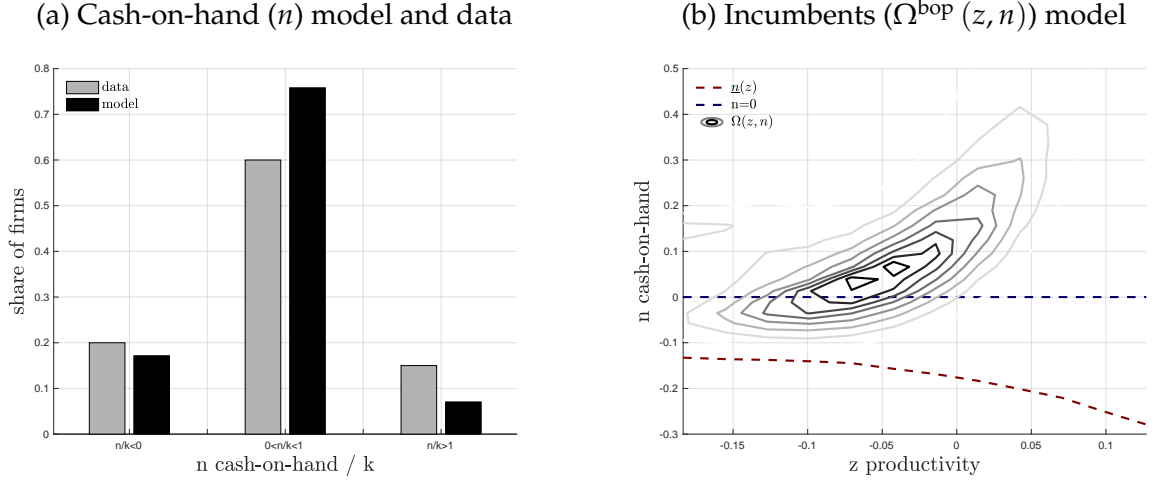 (a) Cash-on-hand (n) model and data
0.8
0.7
0.6
0.5
0.4
0.3
0.2
0.1
0
data
model
share of firms
n/k<0
0<n/k<1
n/k>1
n cash-on-hand / k
(b) Incumbents (Ωᵇᵒᵖ (z, n)) model
0.5
0.4
0.3
0.2
0.1
0
-0.1
-0.2
-0.3
n̲(z)
n=0
Ω(z, n)
n cash-on-hand
-0.15
-0.1
-0.05
0
0.05
0.1
z productivity